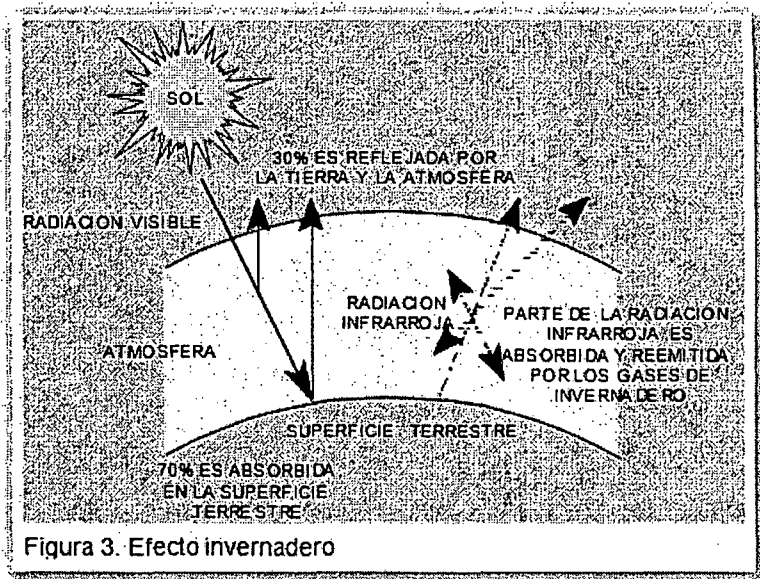 SOL
30% ES REFLEJADA POR
LA TIERRA Y LA ATMOSFERA
RADIACION VISIBLE
RADIACION
INFRARROJA
PARTE DE LA RADIACION
INFRARROJA ES
ABSORBIDA Y REEMITIDA
POR LOS GASES DE
INVERNADERO
ATMOSFERA
SUPERFICIE TERRESTRE
70% ES ABSORBIDA
EN LA SUPERFICIE
TERRESTRE
Figura 3. Efecto invernadero